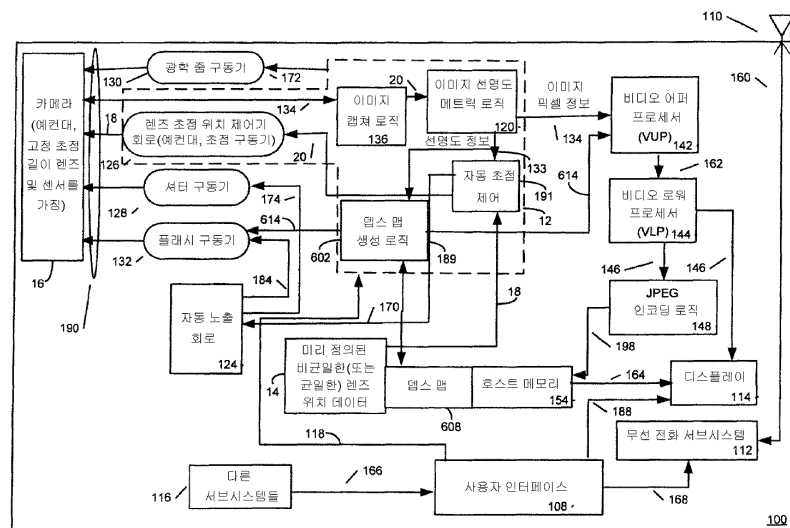 110
160
130
광학 줌 구동기
172
카메라
(예컨대,
고정 초점
길이 렌즈
및 센서를
가짐)
16
18
134
20
이미지
캡쳐 로직
136
이미지 선명도
메트릭 로직
120
이미지
픽셀 정보
134
비디오 어퍼
프로세서
(VUP)
142
렌즈 초점 위치 제어기
회로(예컨대, 초점 구동기)
126
20
선명도 정보
133
자동 초점
제어
191
12
614
162
셔터 구동기
128
174
614
플래시 구동기
132
602
뎁스 맵
생성 로직
189
비디오 로워
프로세서
(VLP)
144
184
190
자동 노출
회로
124
170
18
146
146
JPEG
인코딩 로직
148
198
14
미리 정의된
비균일한(또는
균일한) 렌즈
위치 데이터
뎁스 맵
608
호스트 메모리
154
164
디스플레이
114
188
118
무선 전화 서브시스템
112
116
다른
서브시스템들
166
사용자 인터페이스
108
168
100